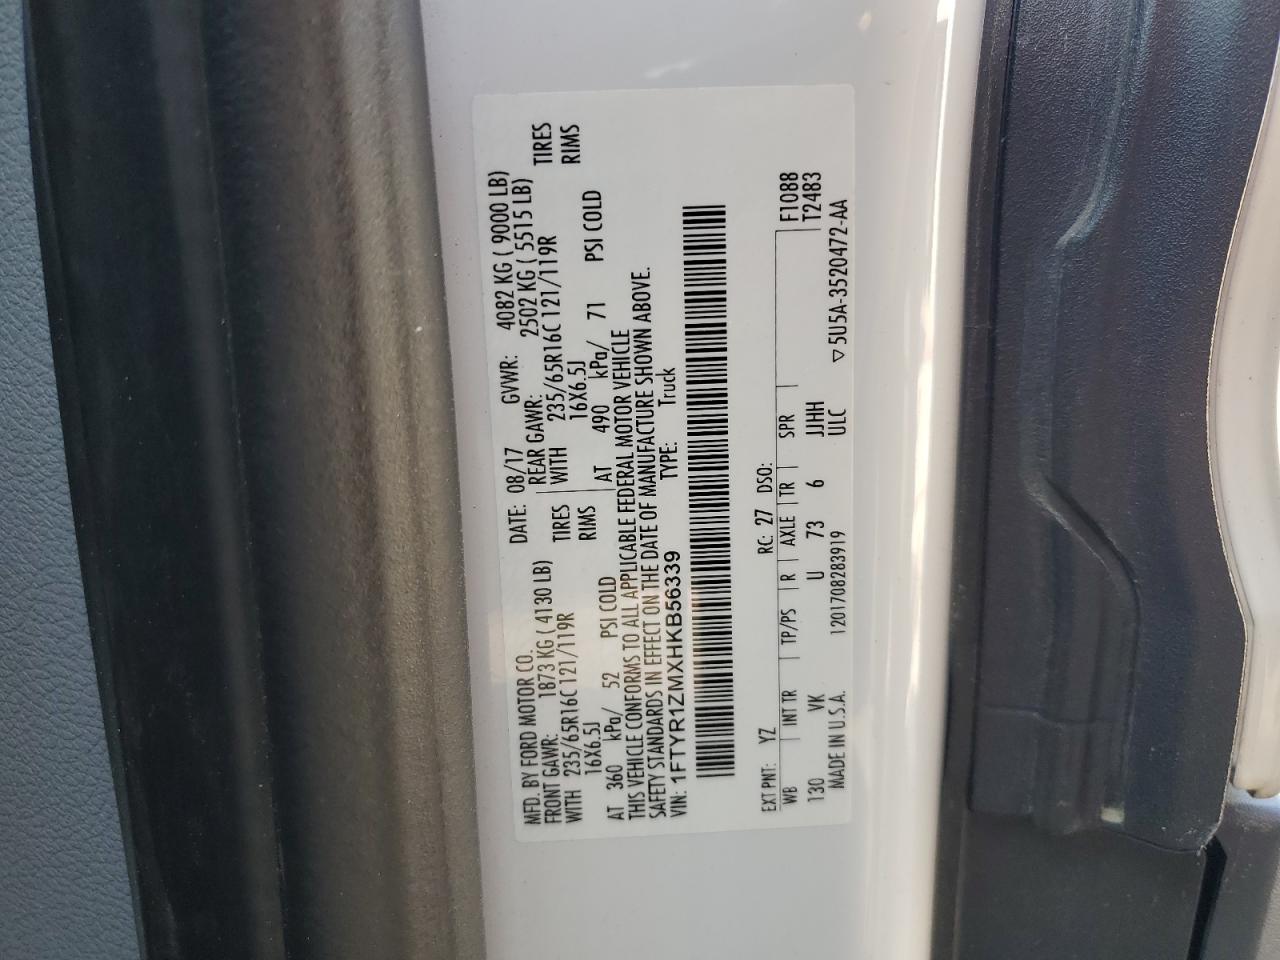 MFD. BY FORD MOTOR CO. DATE: 08/17 GVWR: 4082 KG ( 9000 LB)
FRONT GAWR: 1873 KG ( 4130 LB) REAR GAWR: 2502 KG ( 5515 LB)
WITH 235/65R16C 121/119R TIRES WITH 235/65R16C 121/119R TIRES
16X6.5J RIMS 16X6.5J RIMS
AT 360 kPa/ 52 PSI COLD AT 490 kPa/ 71 PSI COLD
THIS VEHICLE CONFORMS TO ALL APPLICABLE FEDERAL MOTOR VEHICLE
SAFETY STANDARDS IN EFFECT ON THE DATE OF MANUFACTURE SHOWN ABOVE.
VIN: 1FTYR1ZMXHKB56339 TYPE: Truck
EXT PNT: YZ RC: 27 DSO: F1088
WB INT TR TP/PS R AXLE TR SPR T2483
130 VK U 73 6 JJHH
MADE IN U.S.A. 12017082839​19 ULC ▽5U5A-3520472-AA